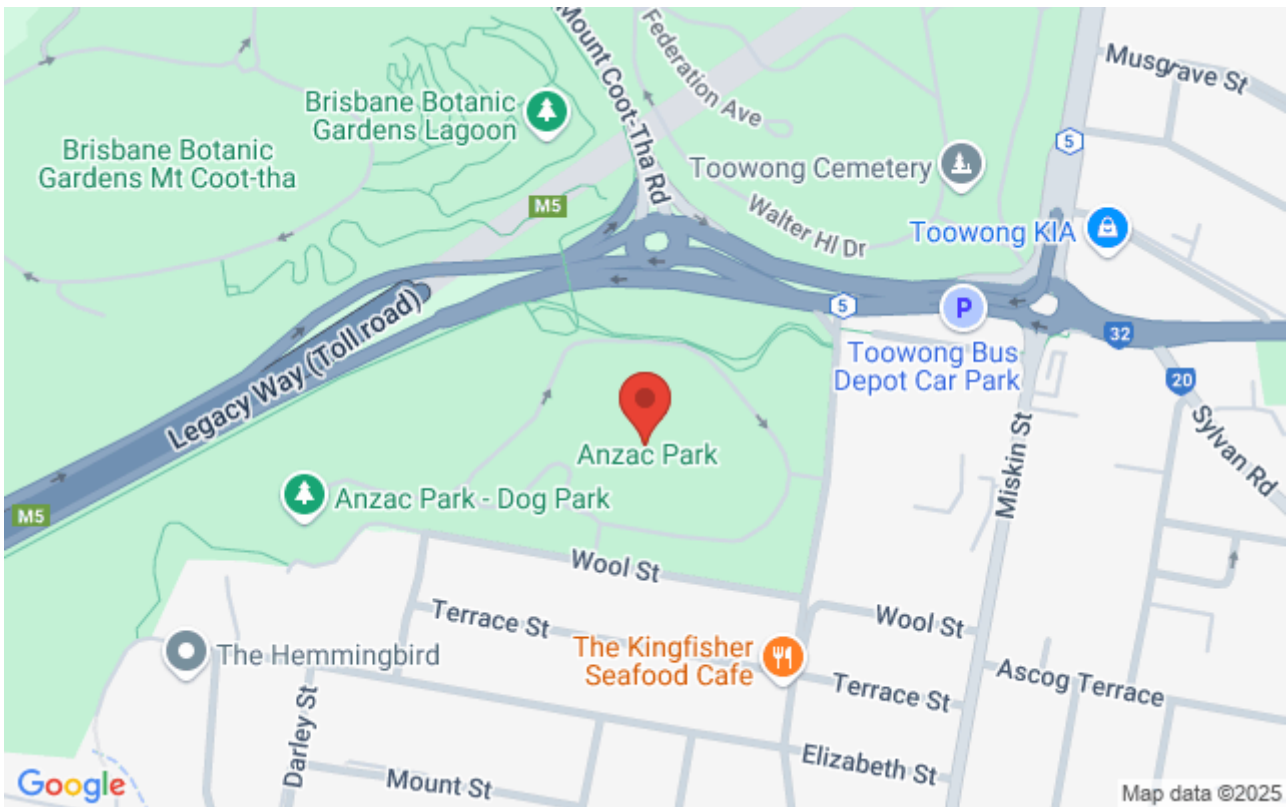 Musgrave St
Mount Coot-Tha Rd
Federation Ave
Brisbane Botanic
Gardens Lagoon
5
Brisbane Botanic
Gardens Mt Coot-tha
Toowong Cemetery
M5
Walter Hl Dr
Toowong KIA
Legacy Way (Toll road)
5
P
32
Toowong Bus
Depot Car Park
20
Sylvan Rd
Anzac Park
Miskin St
Anzac Park - Dog Park
M5
Wool St
Terrace St
Wool St
The Kingfisher
Seafood Cafe
The Hemmingbird
Ascog Terrace
Terrace St
Darley St
Elizabeth St
Mount St
Google
Map data ©2025